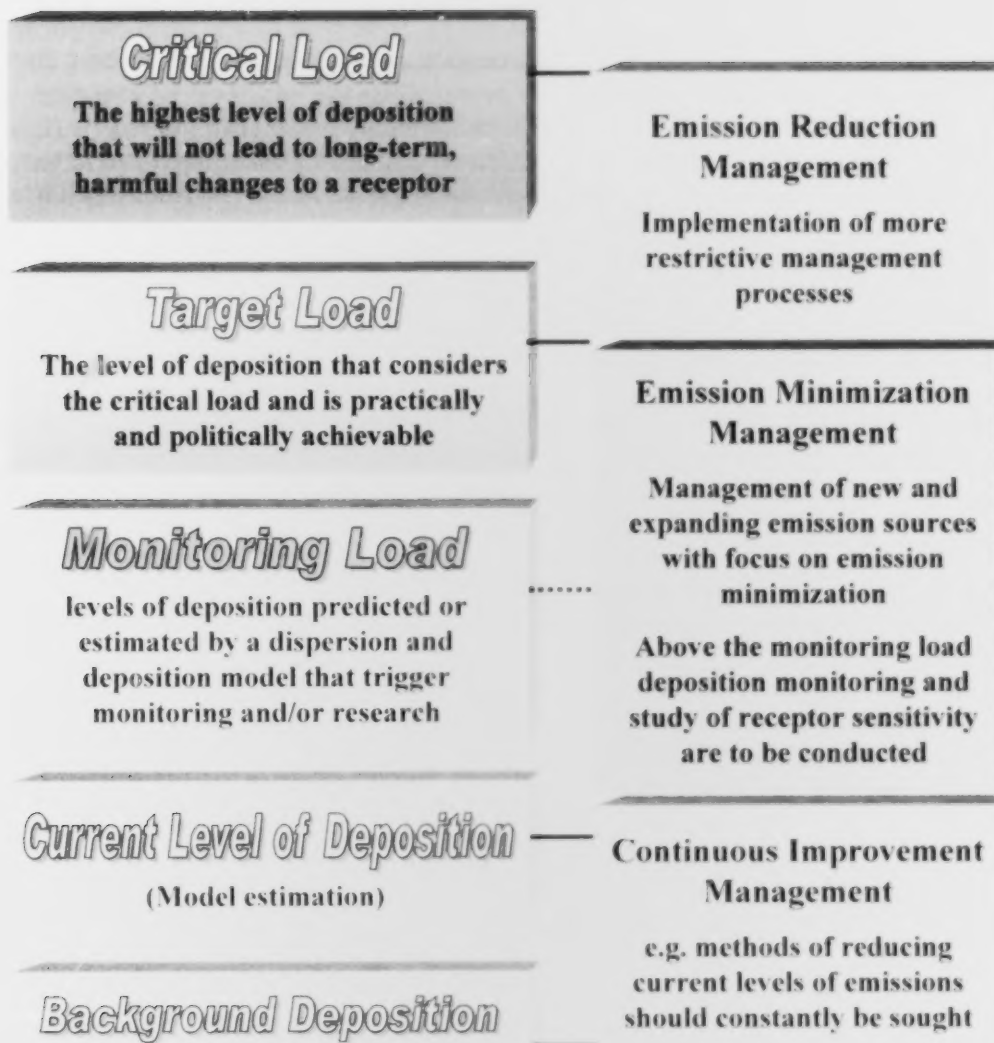 Critical Load
The highest level of deposition
that will not lead to long-term,
harmful changes to a receptor
Target Load
The level of deposition that considers
the critical load and is practically
and politically achievable
Monitoring Load
levels of deposition predicted or
estimated by a dispersion and
deposition model that trigger
monitoring and/or research
Current Level of Deposition
(Model estimation)
Background Deposition
Emission Reduction
Management
Implementation of more
restrictive management
processes
Emission Minimization
Management
Management of new and
expanding emission sources
with focus on emission
minimization
Above the monitoring load
deposition monitoring and
study of receptor sensitivity
are to be conducted
Continuous Improvement
Management
e.g. methods of reducing
current levels of emissions
should constantly be sought